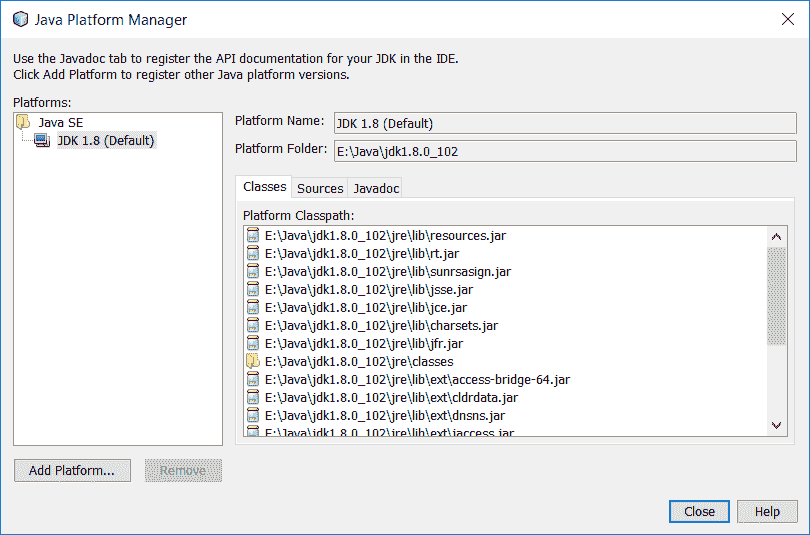 Java Platform Manager
Use the Javadoc tab to register the API documentation for your JDK in the IDE.
Click Add Platform to register other Java platform versions.
Platforms:
Java SE
JDK 1.8 (Default)
Platform Name: JDK 1.8 (Default)
Platform Folder: E:\Java\jdk1.8.0_102
Classes Sources Javadoc
Platform Classpath:
E:\Java\jdk1.8.0_102\jre\lib\resources.jar
E:\Java\jdk1.8.0_102\jre\lib\rt.jar
E:\Java\jdk1.8.0_102\jre\lib\sunrsasign.jar
E:\Java\jdk1.8.0_102\jre\lib\jsse.jar
E:\Java\jdk1.8.0_102\jre\lib\jce.jar
E:\Java\jdk1.8.0_102\jre\lib\charsets.jar
E:\Java\jdk1.8.0_102\jre\lib\jfr.jar
E:\Java\jdk1.8.0_102\jre\classes
E:\Java\jdk1.8.0_102\jre\lib\ext\access-bridge-64.jar
E:\Java\jdk1.8.0_102\jre\lib\ext\cldrdata.jar
E:\Java\jdk1.8.0_102\jre\lib\ext\dnsns.jar
E:\Java\jdk1.8.0_102\jre\lib\ext\jaccess.jar
Add Platform... Remove
Close Help